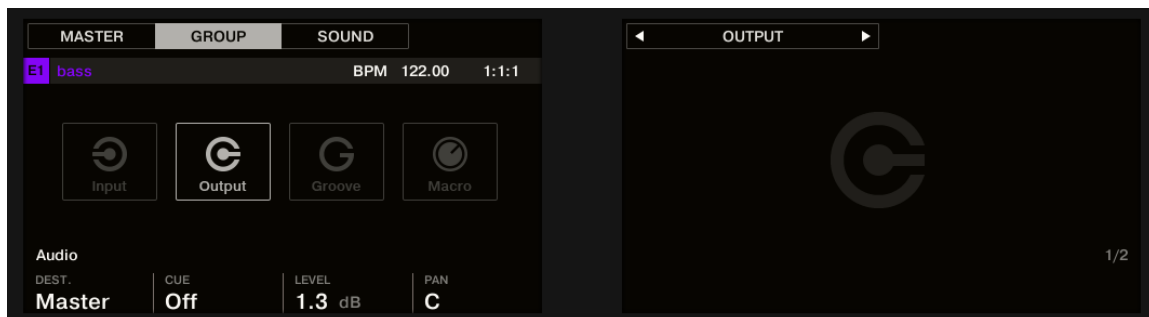 MASTER GROUP SOUND
E1 bass BPM 122.00 1:1:1
Input Output Groove Macro
Audio
DEST. CUE LEVEL PAN
Master Off 1.3 dB C
OUTPUT
1/2